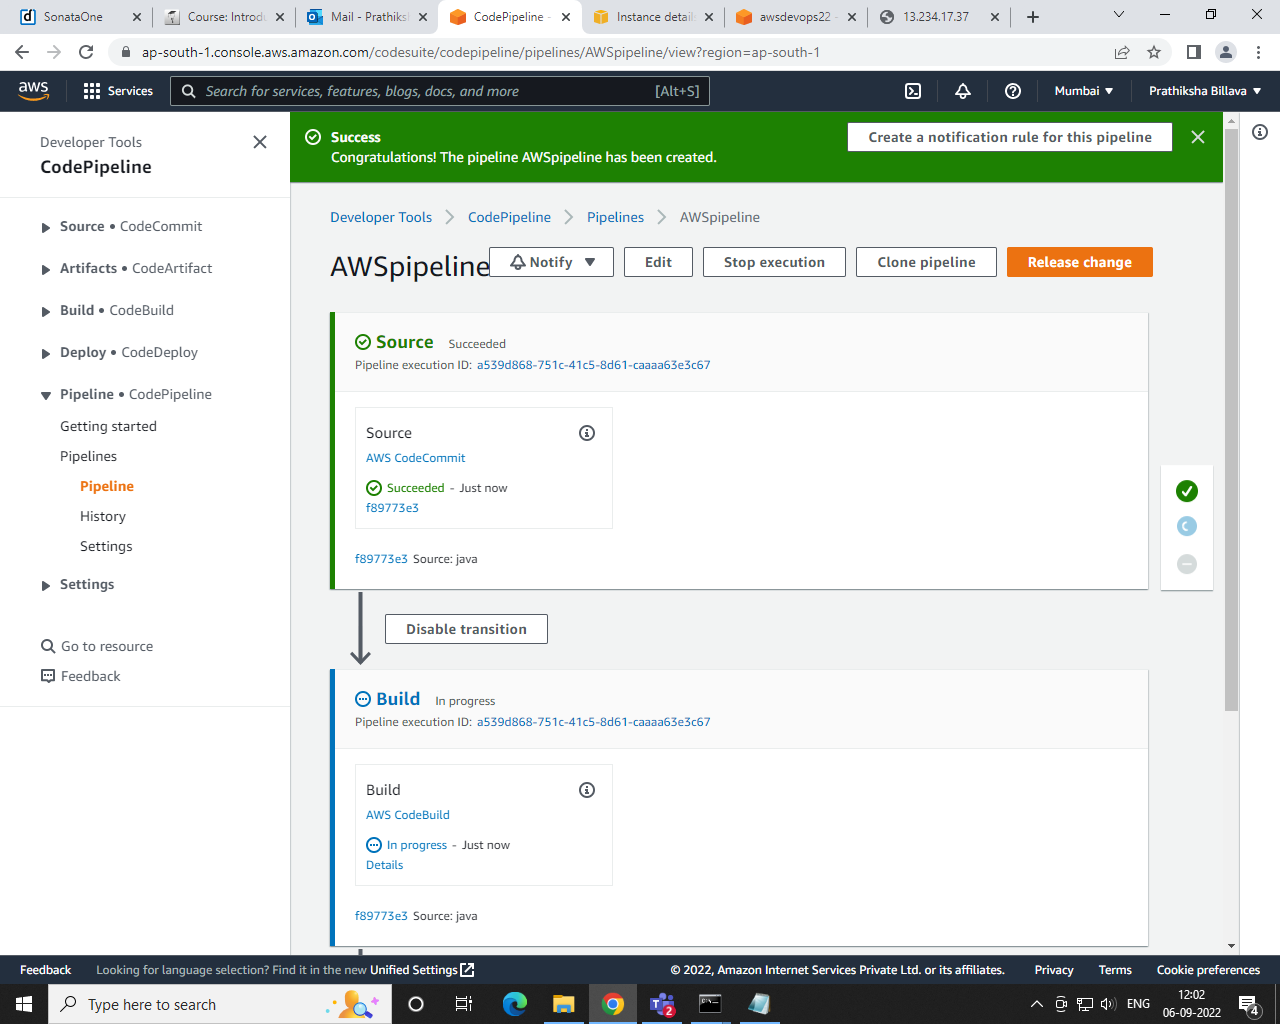 SonataOne
Course: Introdu
Mail - Prathiksh
CodePipeline -
Instance detail
awsdevops22 -
13.234.17.37
ap-south-1.console.aws.amazon.com/codesuite/codepipeline/pipelines/AWSpipeline/view?region=ap-south-1
aws
Services
Search for services, features, blogs, docs, and more
[Alt+S]
Mumbai
Prathiksha Billava
Developer Tools
CodePipeline
Source • CodeCommit
Artifacts • CodeArtifact
Build • CodeBuild
Deploy • CodeDeploy
Pipeline • CodePipeline
Getting started
Pipelines
Pipeline
History
Settings
Settings
Go to resource
Feedback
Success
Congratulations! The pipeline AWSpipeline has been created.
Create a notification rule for this pipeline
Developer Tools
CodePipeline
Pipelines
AWSpipeline
AWSpipeline
Notify
Edit
Stop execution
Clone pipeline
Release change
Source Succeeded
Pipeline execution ID: a539d868-751c-41c5-8d61-caaaa63e3c67
Source
AWS CodeCommit
Succeeded - Just now
f89773e3
f89773e3 Source: java
Disable transition
Build In progress
Pipeline execution ID: a539d868-751c-41c5-8d61-caaaa63e3c67
Build
AWS CodeBuild
In progress - Just now
Details
f89773e3 Source: java
Feedback
Looking for language selection? Find it in the new Unified Settings
© 2022, Amazon Internet Services Private Ltd. or its affiliates.
Privacy
Terms
Cookie preferences
Type here to search
2
ENG
12:02
06-09-2022
4